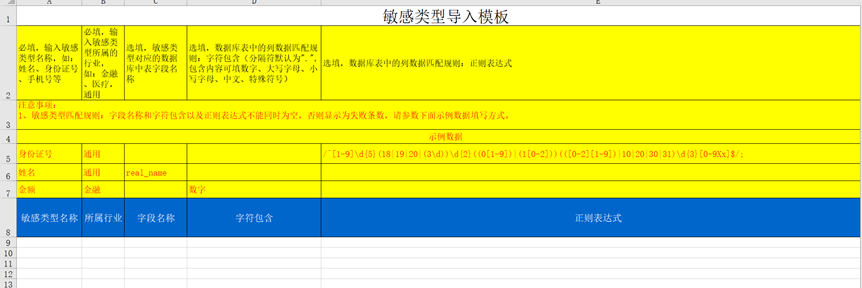 A B C D E
1 敏感类型导入模板
2
必填，输入敏感
类型名称，如：
姓名、身份证号
、手机号等
必填，输
入敏感类
型所属的
行业，
如：金融
、医疗，
通用
选填，敏感类
型对应的数据
库中表字段名
称
选填，数据库表中的列数据匹配规
则：字符包含（分隔符默认为"."，
包含内容可填数字、大写字母、小
写字母、中文、特殊符号）
选填，数据库表中的列数据匹配规则：正则表达式
3
注意事项：
1、敏感类型匹配规则：字段名称和字符包含以及正则表达式不能同时为空，否则显示为失败条数，请参数下面示例数据填写方式。
4 示例数据
5 身份证号 通用 /^[1-9]\d{5}(18|19|20|(3\d))\d{2}((0[1-9])|(1[0-2]))(([0-2][1-9])|10|20|30|31)\d{3}[0-9Xx]$/;
6 姓名 通用 real_name
7 金额 金融 数字
8 敏感类型名称 所属行业 字段名称 字符包含 正则表达式
9
10
11
12
13